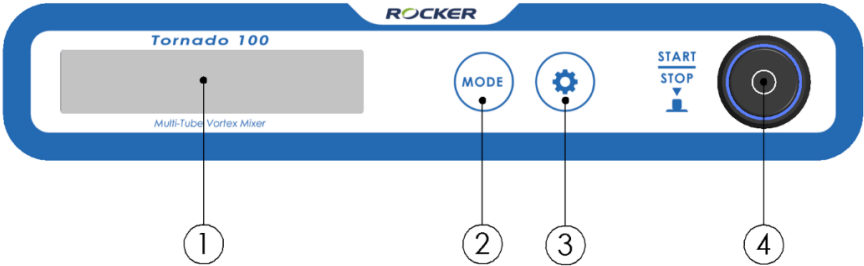 ROCKER
Tornado 100
Multi-Tube Vortex Mixer
MODE
START
STOP
1
2
3
4